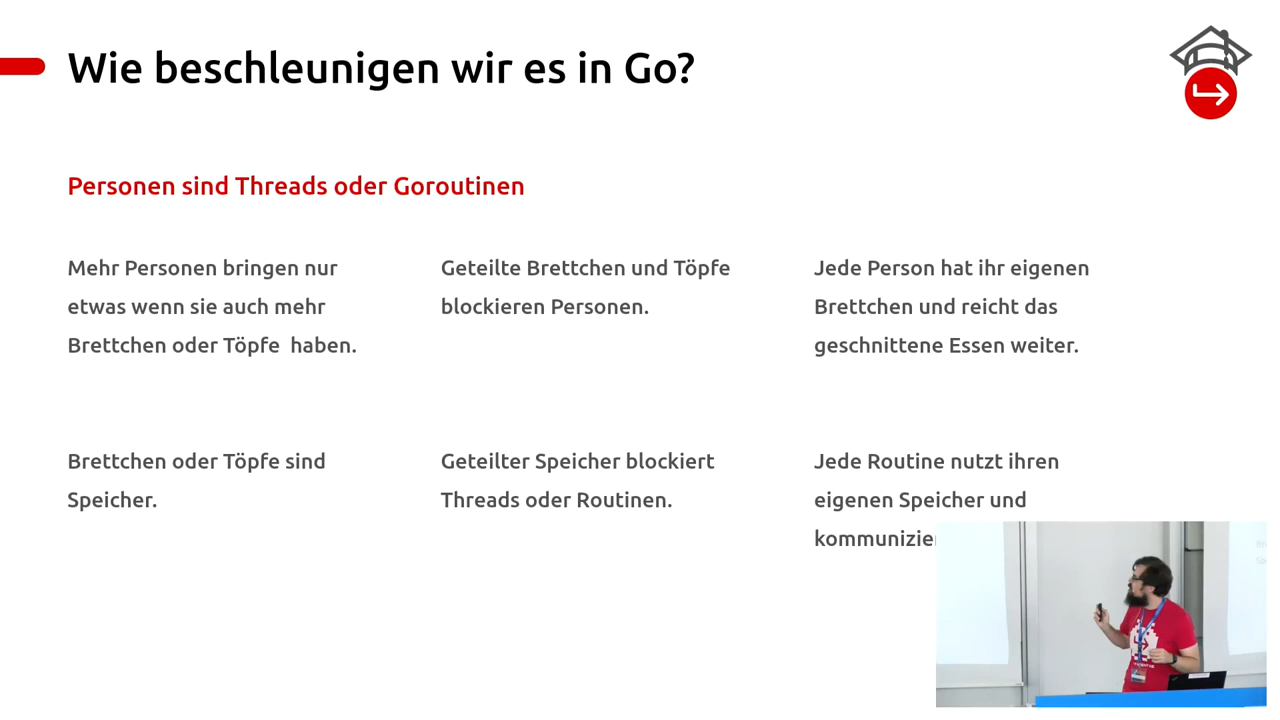 Wie beschleunigen wir es in Go?
Personen sind Threads oder Goroutinen
Mehr Personen bringen nur
etwas wenn sie auch mehr
Brettchen oder Töpfe haben.
Geteilte Brettchen und Töpfe
blockieren Personen.
Jede Person hat ihr eigenen
Brettchen und reicht das
geschnittene Essen weiter.
Brettchen oder Töpfe sind
Speicher.
Geteilter Speicher blockiert
Threads oder Routinen.
Jede Routine nutzt ihren
eigenen Speicher und